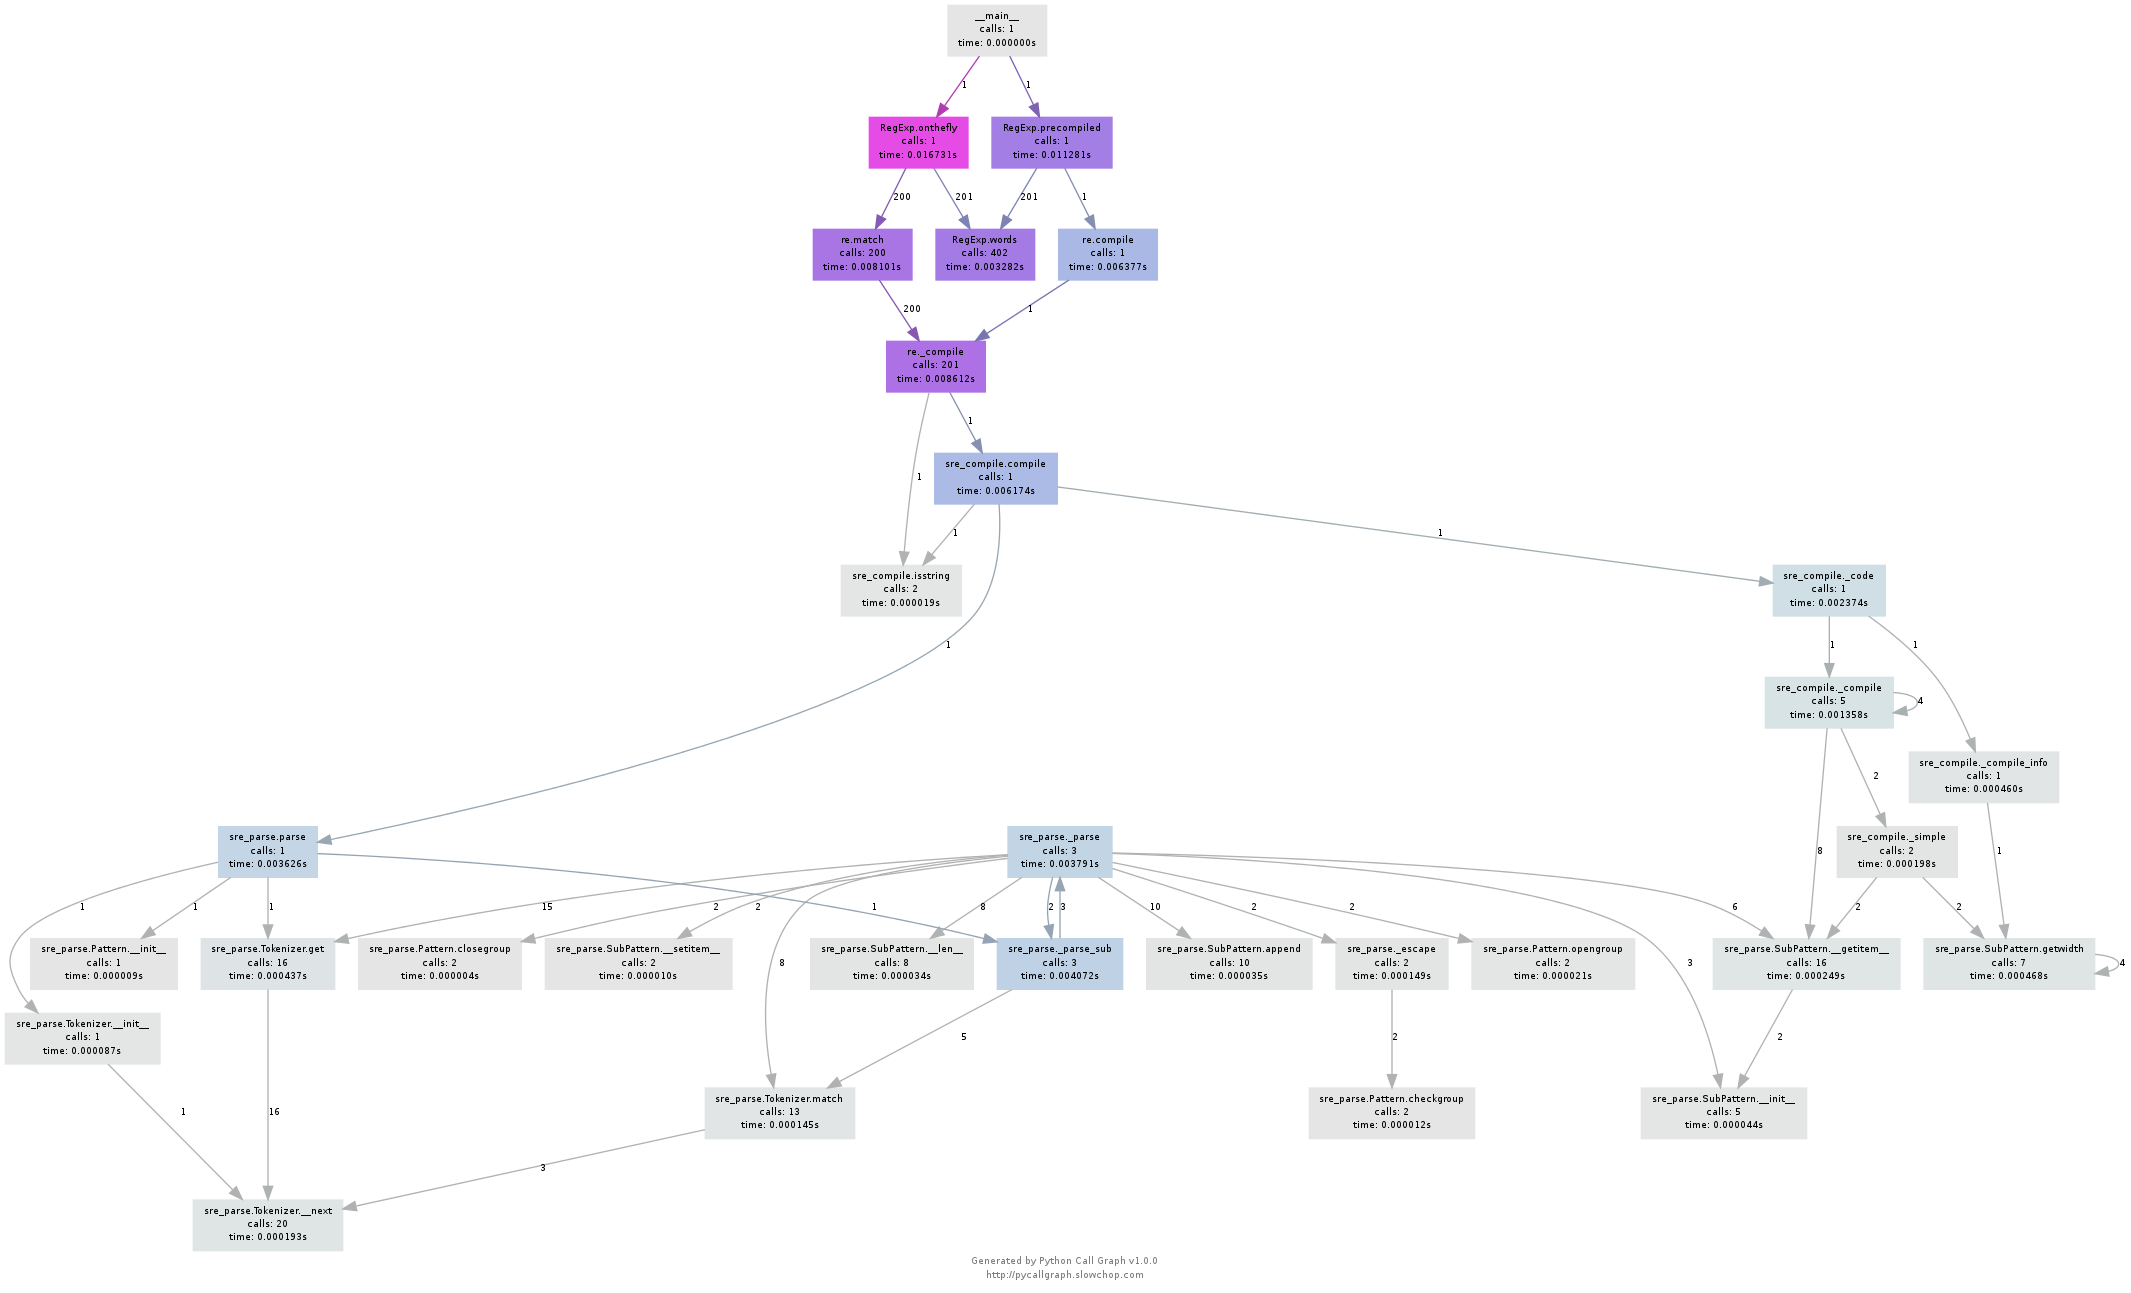 __main__
calls: 1
time: 0.000000s
1
1
RegExp.onthefly
calls: 1
time: 0.016731s
RegExp.precompiled
calls: 1
time: 0.011281s
200
201
201
1
re.match
calls: 200
time: 0.008101s
RegExp.words
calls: 402
time: 0.003282s
re.compile
calls: 1
time: 0.006377s
200
1
re._compile
calls: 201
time: 0.008612s
1
1
sre_compile.compile
calls: 1
time: 0.006174s
1
1
1
sre_compile.isstring
calls: 2
time: 0.000019s
sre_compile._code
calls: 1
time: 0.002374s
1
1
sre_compile._compile
calls: 5
time: 0.001358s
4
8
2
sre_compile._compile_info
calls: 1
time: 0.000460s
1
sre_parse.parse
calls: 1
time: 0.003626s
sre_parse._parse
calls: 3
time: 0.003791s
sre_compile._simple
calls: 2
time: 0.000198s
1
1
1
15
2
2
1
8
8
2
3
10
2
2
3
6
2
2
sre_parse.Pattern.__init__
calls: 1
time: 0.000009s
sre_parse.Tokenizer.get
calls: 16
time: 0.000437s
sre_parse.Pattern.closegroup
calls: 2
time: 0.000004s
sre_parse.SubPattern.__setitem__
calls: 2
time: 0.000010s
sre_parse.SubPattern.__len__
calls: 8
time: 0.000034s
sre_parse._parse_sub
calls: 3
time: 0.004072s
sre_parse.SubPattern.append
calls: 10
time: 0.000035s
sre_parse._escape
calls: 2
time: 0.000149s
sre_parse.Pattern.opengroup
calls: 2
time: 0.000021s
sre_parse.SubPattern.__getitem__
calls: 16
time: 0.000249s
sre_parse.SubPattern.getwidth
calls: 7
time: 0.000468s
4
sre_parse.Tokenizer.__init__
calls: 1
time: 0.000087s
5
2
2
1
16
sre_parse.Tokenizer.match
calls: 13
time: 0.000145s
sre_parse.Pattern.checkgroup
calls: 2
time: 0.000012s
sre_parse.SubPattern.__init__
calls: 5
time: 0.000044s
3
sre_parse.Tokenizer.__next
calls: 20
time: 0.000193s
Generated by Python Call Graph v1.0.0
http://pycallgraph.slowchop.com